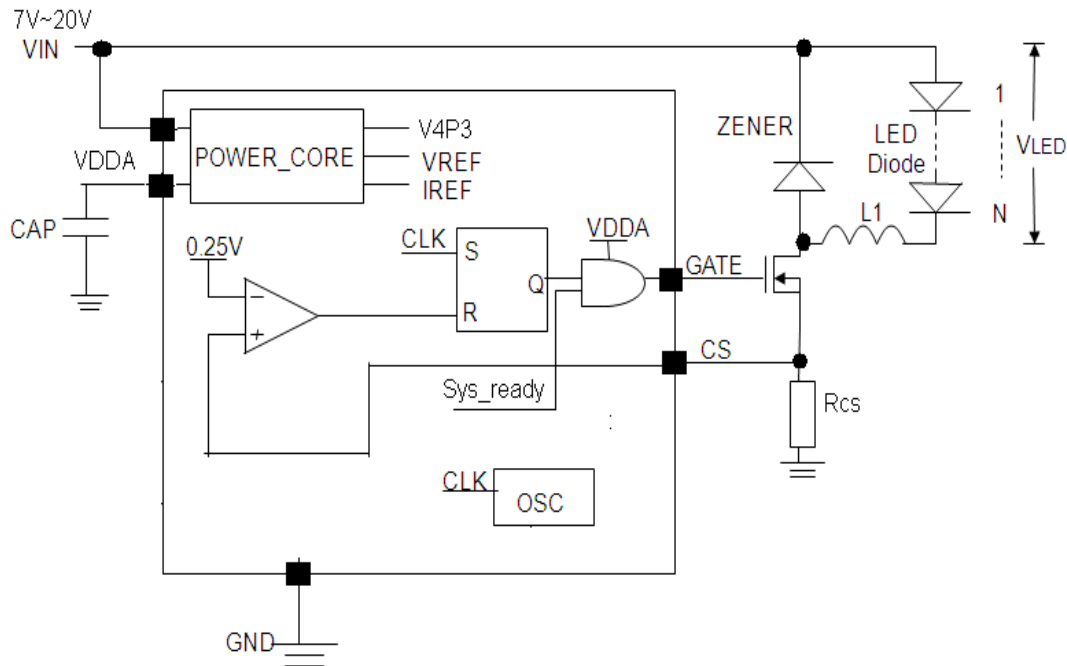 7V~20V
VIN
VDDA
POWER_CORE
V4P3
VREF
IREF
CAP
0.25V
CLK
S
R
Q
VDDA
GATE
CS
Sys_ready
CLK
OSC
GND
ZENER
LED
Diode
1
N
VLED
L1
Rcs